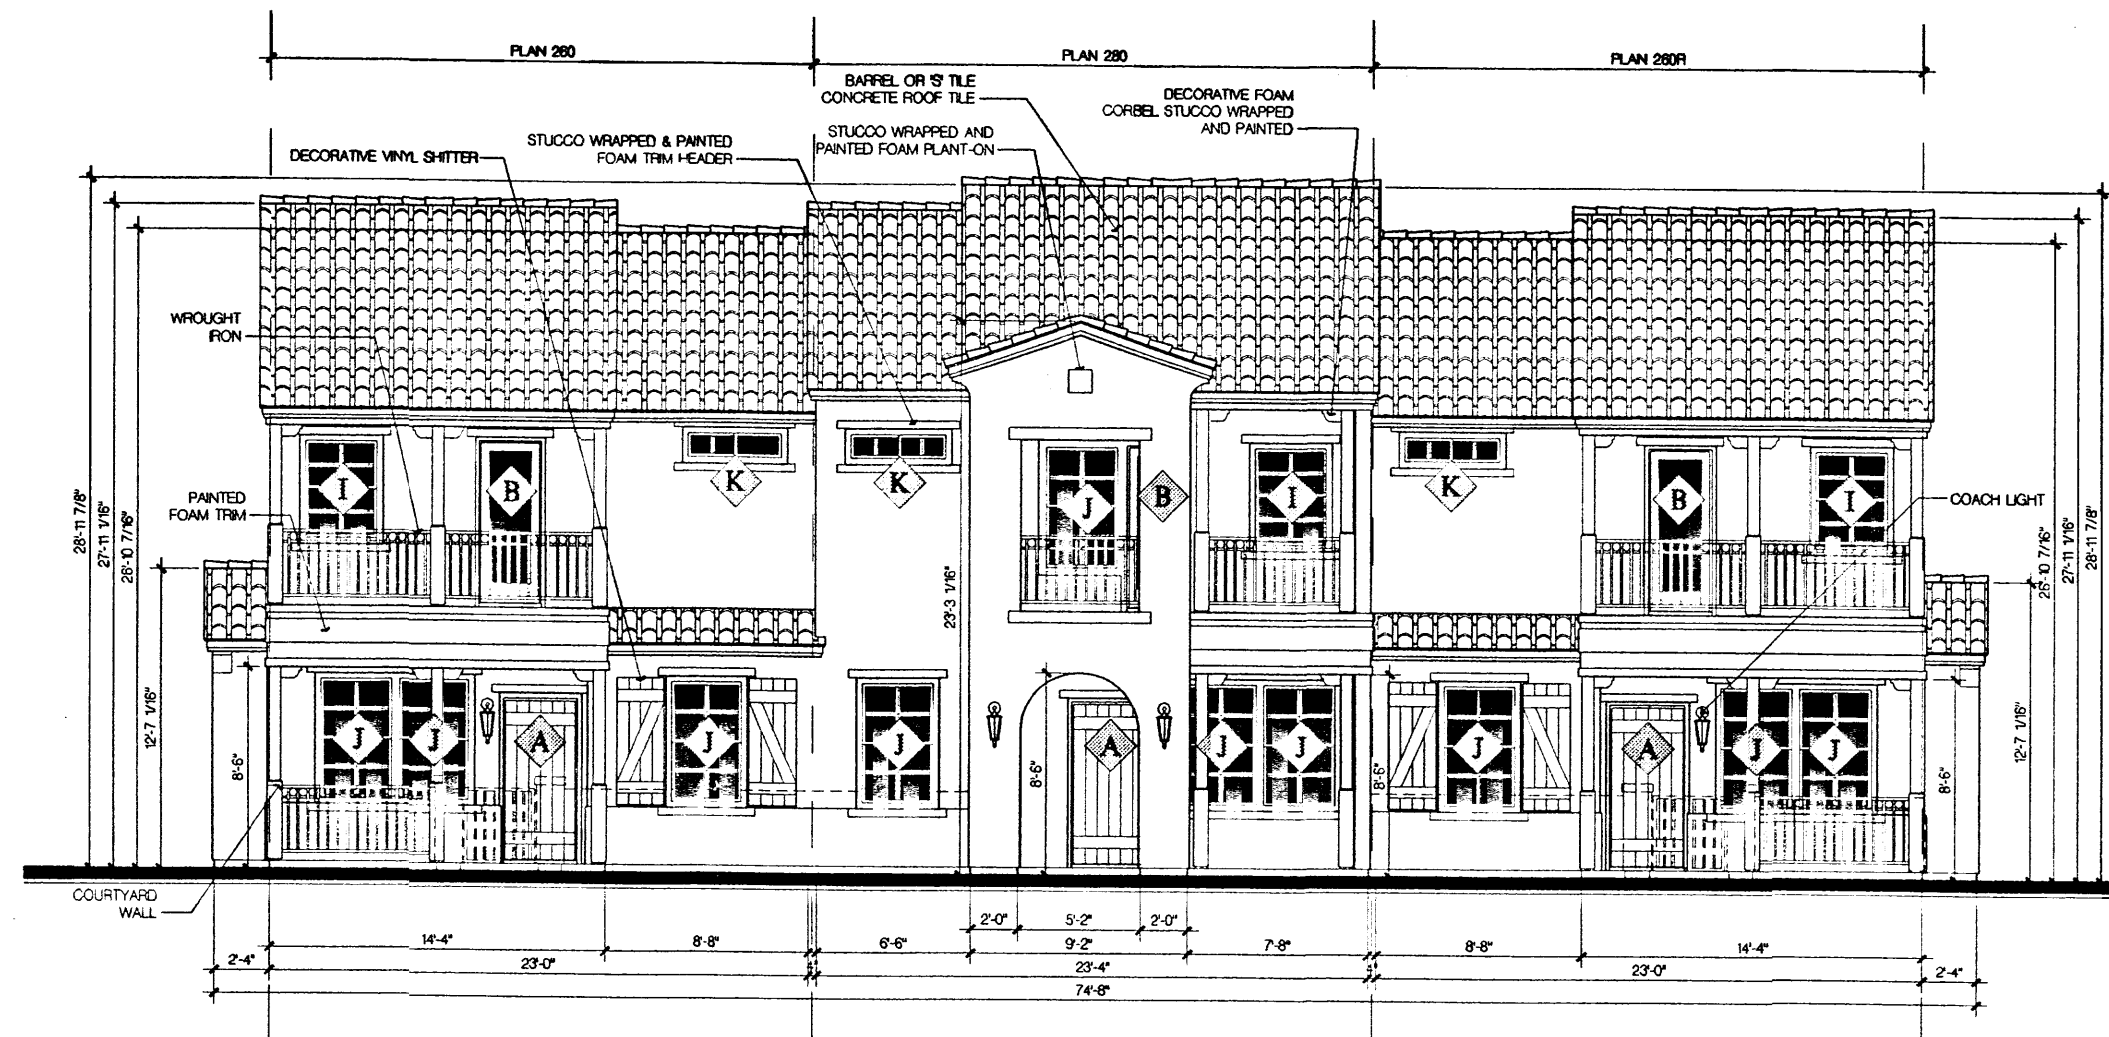 PLAN 260
PLAN 280
PLAN 260R
BARREL OR 'S' TILE
CONCRETE ROOF TILE
DECORATIVE FOAM
CORBEL STUCCO WRAPPED
AND PAINTED
STUCCO WRAPPED AND
PAINTED FOAM PLANT-ON
STUCCO WRAPPED & PAINTED
FOAM TRIM HEADER
DECORATIVE VINYL SHITTER
WROUGHT
IRON
PAINTED
FOAM TRIM
COACH LIGHT
COURTYARD
WALL
28'-11 7/8"
27'-11 1/16"
26'-10 7/16"
12'-7 1/16"
8'-6"
23'-3 1/16"
8'-6"
8'-6"
8'-6"
12'-7 1/16"
26'-10 7/16"
27'-11 1/16"
28'-11 7/8"
I
B
K
K
J
B
I
K
B
I
J
J
A
J
J
A
J
J
J
A
J
J
2'-0"
5'-2"
2'-0"
14'-4"
8'-8"
6'-6"
9'-2"
7'-8"
8'-8"
14'-4"
2'-4"
23'-0"
23'-4"
23'-0"
2'-4"
74'-8"